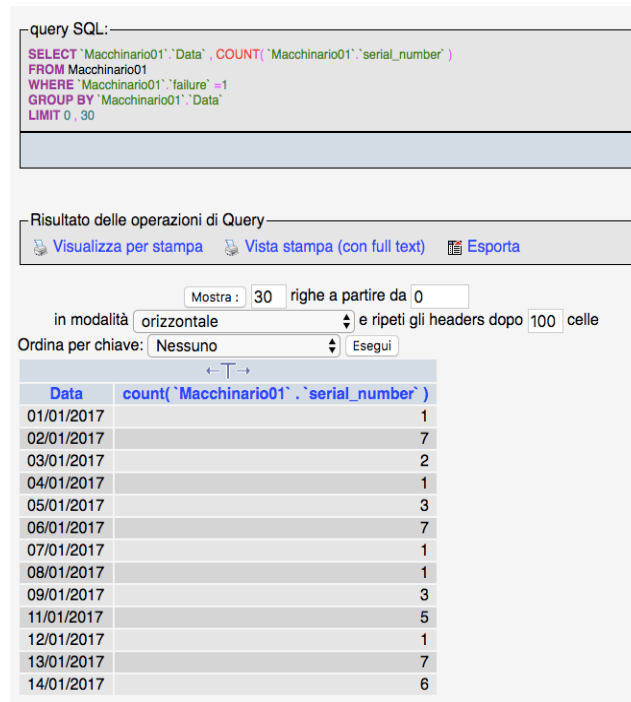 query SQL:
SELECT `Macchinario01`.`Data` , COUNT( `Macchinario01`.`serial_number` )
FROM Macchinario01
WHERE `Macchinario01`.`failure` =1
GROUP BY `Macchinario01`.`Data`
LIMIT 0 , 30
Risultato delle operazioni di Query
Visualizza per stampa Vista stampa (con full text) Esporta
Mostra : 30 righe a partire da 0
in modalità orizzontale e ripeti gli headers dopo 100 celle
Ordina per chiave: Nessuno Esegui
←T→
Data count( `Macchinario01` . `serial_number` )
01/01/2017 1
02/01/2017 7
03/01/2017 2
04/01/2017 1
05/01/2017 3
06/01/2017 7
07/01/2017 1
08/01/2017 1
09/01/2017 3
11/01/2017 5
12/01/2017 1
13/01/2017 7
14/01/2017 6